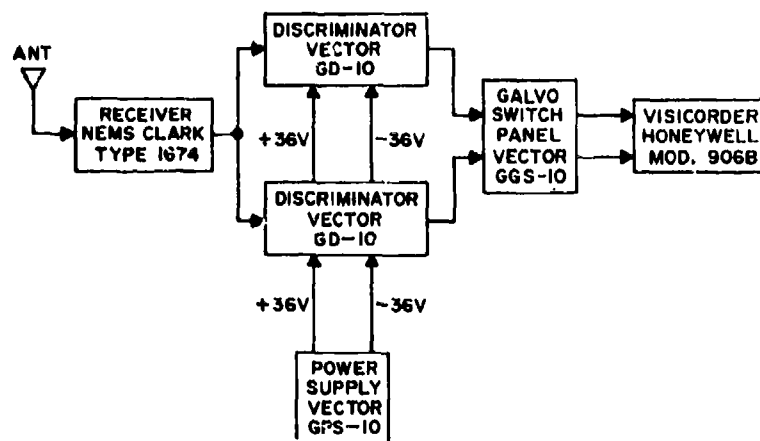 ANT
RECEIVER
NEMS CLARK
TYPE 1674
DISCRIMINATOR
VECTOR
GD-10
+36V
-36V
DISCRIMINATOR
VECTOR
GD-10
+36V
-36V
POWER
SUPPLY
VECTOR
GPS-10
GALVO
SWITCH
PANEL
VECTOR
GGS-10
VISICORDER
HONEYWELL
MOD. 906B